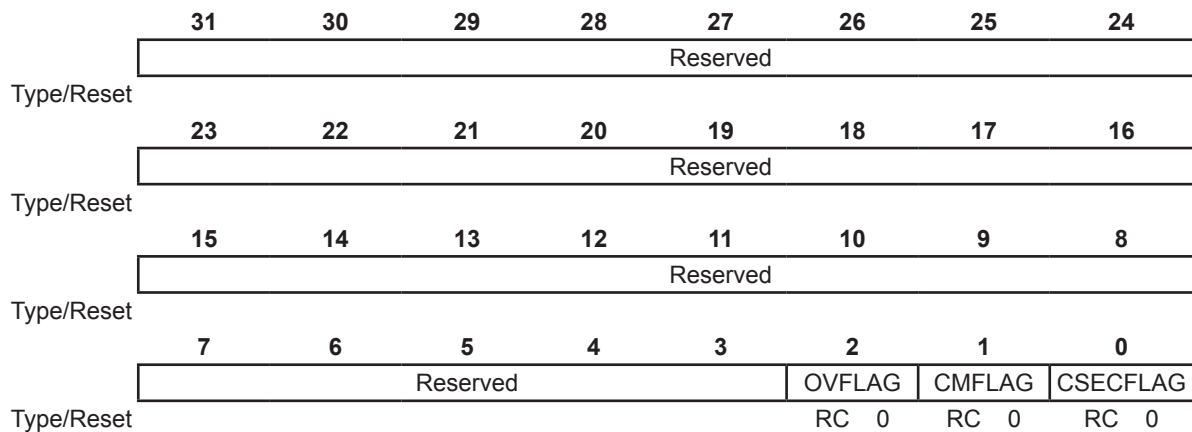 31 30 29 28 27 26 25 24
Reserved
Type/Reset
23 22 21 20 19 18 17 16
Reserved
Type/Reset
15 14 13 12 11 10 9 8
Reserved
Type/Reset
7 6 5 4 3 2 1 0
Reserved OVFLAG CMFLAG CSECFLAG
Type/Reset RC 0 RC 0 RC 0